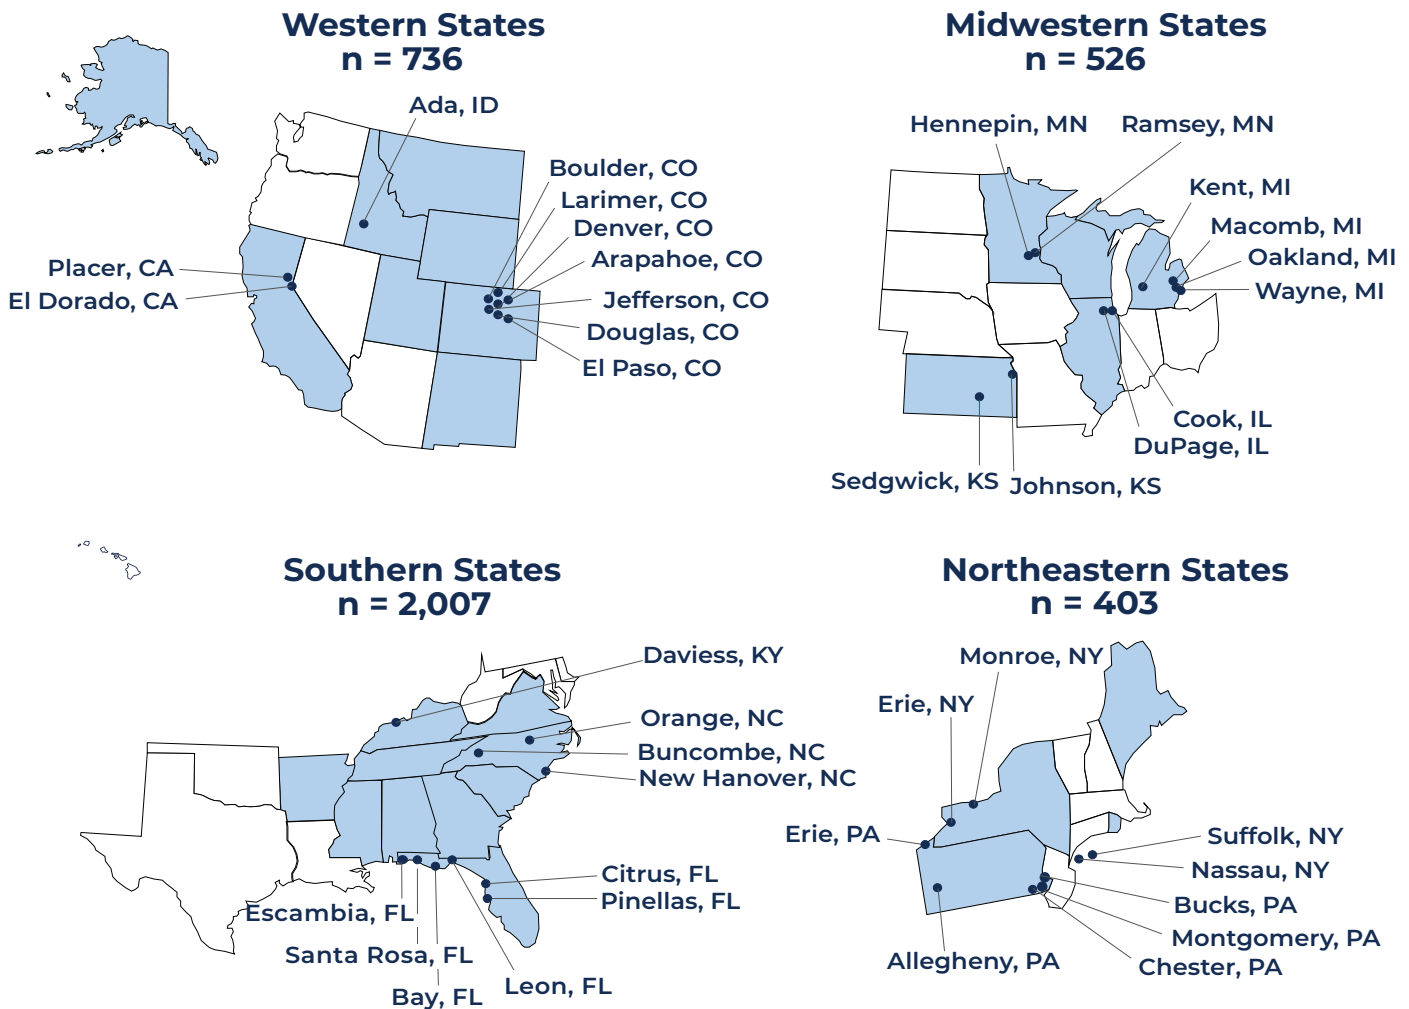 Western States
n = 736
Ada, ID
Boulder, CO
Larimer, CO
Denver, CO
Arapahoe, CO
Jefferson, CO
Douglas, CO
El Paso, CO
Placer, CA
El Dorado, CA
Midwestern States
n = 526
Hennepin, MN
Ramsey, MN
Kent, MI
Macomb, MI
Oakland, MI
Wayne, MI
Cook, IL
DuPage, IL
Sedgwick, KS
Johnson, KS
Southern States
n = 2,007
Daviess, KY
Orange, NC
Buncombe, NC
New Hanover, NC
Citrus, FL
Pinellas, FL
Escambia, FL
Santa Rosa, FL
Bay, FL
Leon, FL
Northeastern States
n = 403
Monroe, NY
Erie, NY
Erie, PA
Suffolk, NY
Nassau, NY
Bucks, PA
Montgomery, PA
Chester, PA
Allegheny, PA